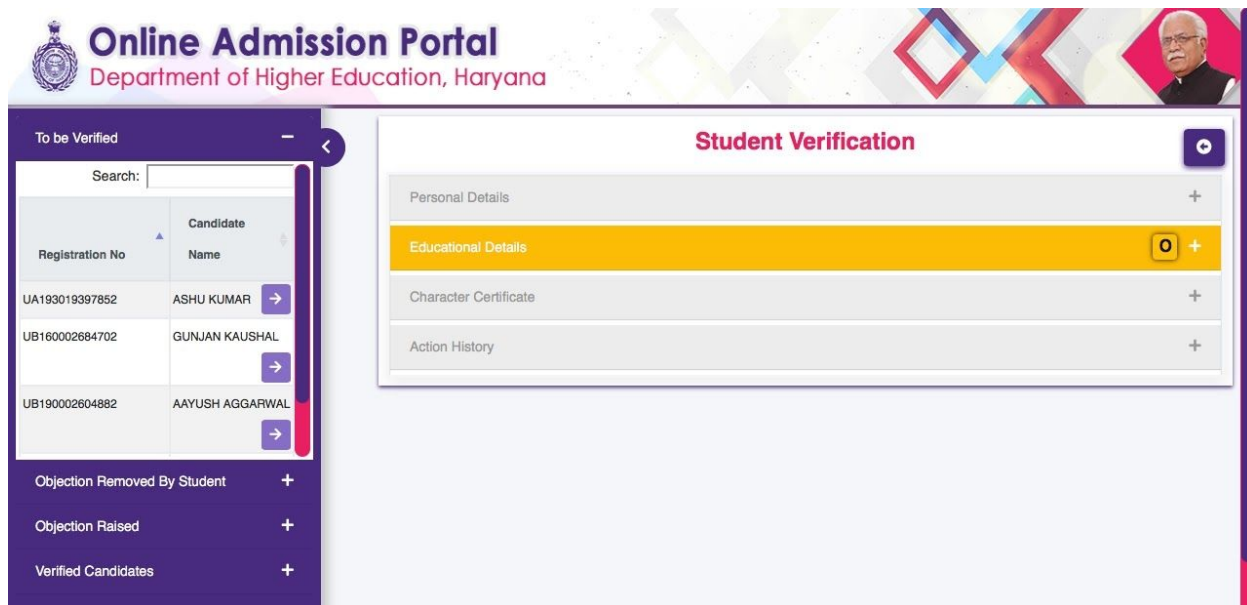 Online Admission Portal
Department of Higher Education, Haryana
To be Verified
Search:
Registration No
Candidate
Name
UA193019397852 ASHU KUMAR
UB160002684702 GUNJAN KAUSHAL
UB190002604882 AAYUSH AGGARWAL
Objection Removed By Student
Objection Raised
Verified Candidates
Student Verification
Personal Details
Educational Details O
Character Certificate
Action History